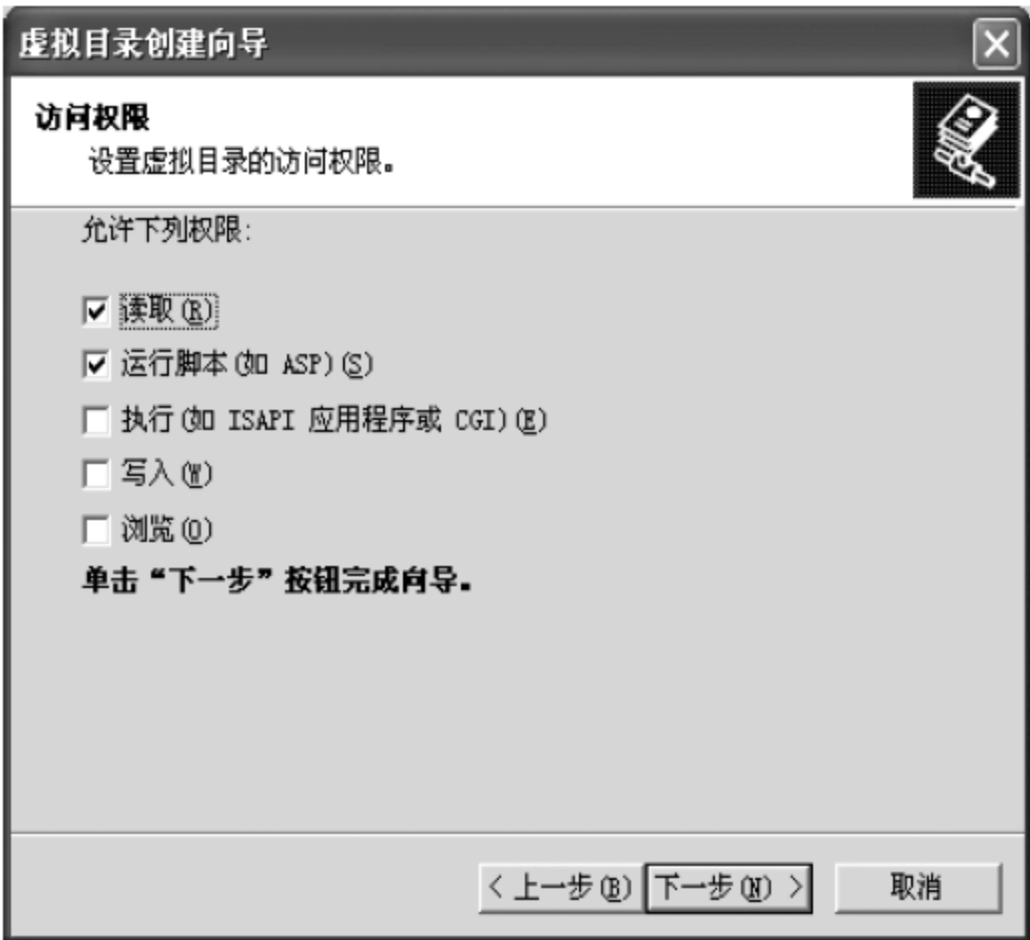 虚拟目录创建向导
访问权限
设置虚拟目录的访问权限。
允许下列权限:
读取(R)
运行脚本(如 ASP)(S)
执行(如 ISAPI 应用程序或 CGI)(E)
写入(W)
浏览(O)
单击“下一步”按钮完成向导。
< 上一步(B) 下一步(N) > 取消